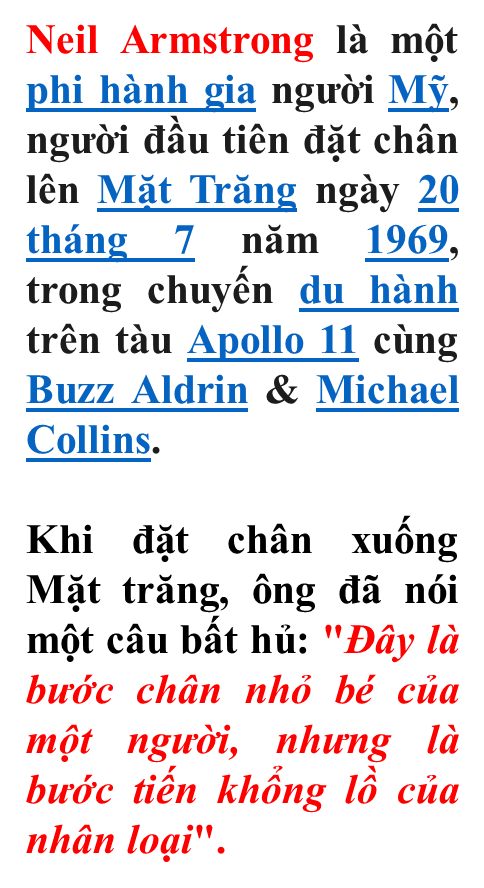 Neil Armstrong là một
phi hành gia người Mỹ,
người đầu tiên đặt chân
lên Mặt Trăng ngày 20
tháng 7 năm 1969,
trong chuyến du hành
trên tàu Apollo 11 cùng
Buzz Aldrin & Michael
Collins.
Khi đặt chân xuống
Mặt trăng, ông đã nói
một câu bất hủ: "Đây là
bước chân nhỏ bé của
một người, nhưng là
bước tiến khổng lồ của
nhân loại".